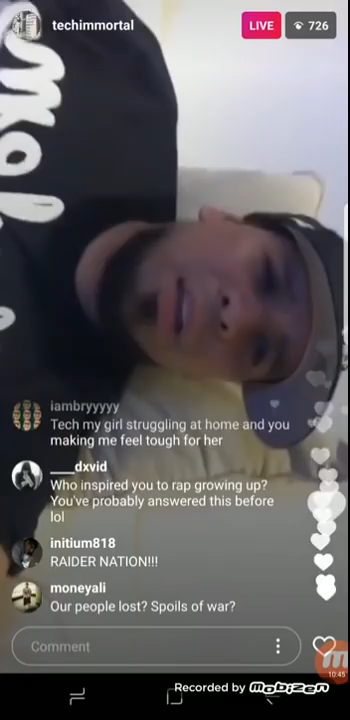 techimmortal
LIVE
726
iambryyyyy
Tech my girl struggling at home and you
making me feel tough for her
___dxvid
Who inspired you to rap growing up?
You've probably answered this before
lol
initium818
RAIDER NATION!!!
moneyali
Our people lost? Spoils of war?
Comment
10:45
Recorded by Mobizen